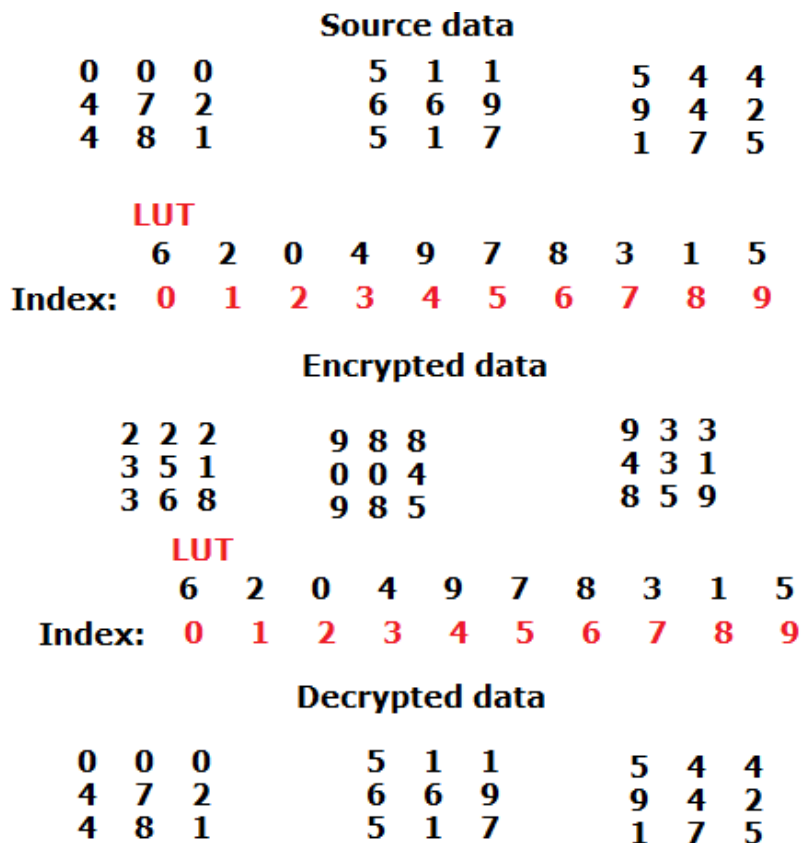 Source data
0 0 0 5 1 1 5 4 4
4 7 2 6 6 9 9 4 2
4 8 1 5 1 7 1 7 5
LUT
6 2 0 4 9 7 8 3 1 5
Index: 0 1 2 3 4 5 6 7 8 9
Encrypted data
2 2 2 9 8 8 9 3 3
3 5 1 0 0 4 4 3 1
3 6 8 9 8 5 8 5 9
LUT
6 2 0 4 9 7 8 3 1 5
Index: 0 1 2 3 4 5 6 7 8 9
Decrypted data
0 0 0 5 1 1 5 4 4
4 7 2 6 6 9 9 4 2
4 8 1 5 1 7 1 7 5